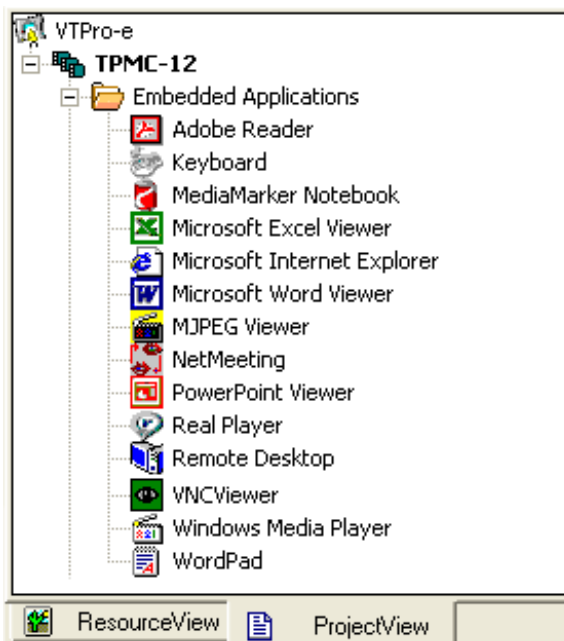 VTPro-e
TPMC-12
Embedded Applications
Adobe Reader
Keyboard
MediaMarker Notebook
Microsoft Excel Viewer
Microsoft Internet Explorer
Microsoft Word Viewer
MJPEG Viewer
NetMeeting
PowerPoint Viewer
Real Player
Remote Desktop
VNCViewer
Windows Media Player
WordPad
ResourceView ProjectView